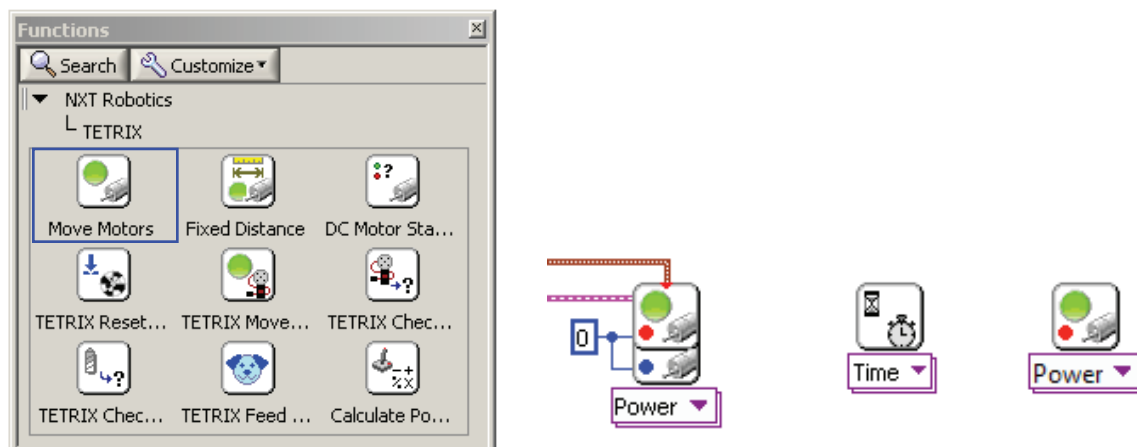 Functions
Search Customize
NXT Robotics
TETRIX
Move Motors Fixed Distance DC Motor Sta...
TETRIX Reset... TETRIX Move... TETRIX Chec...
TETRIX Chec... TETRIX Feed ... Calculate Po...
0
Power
Time
Power